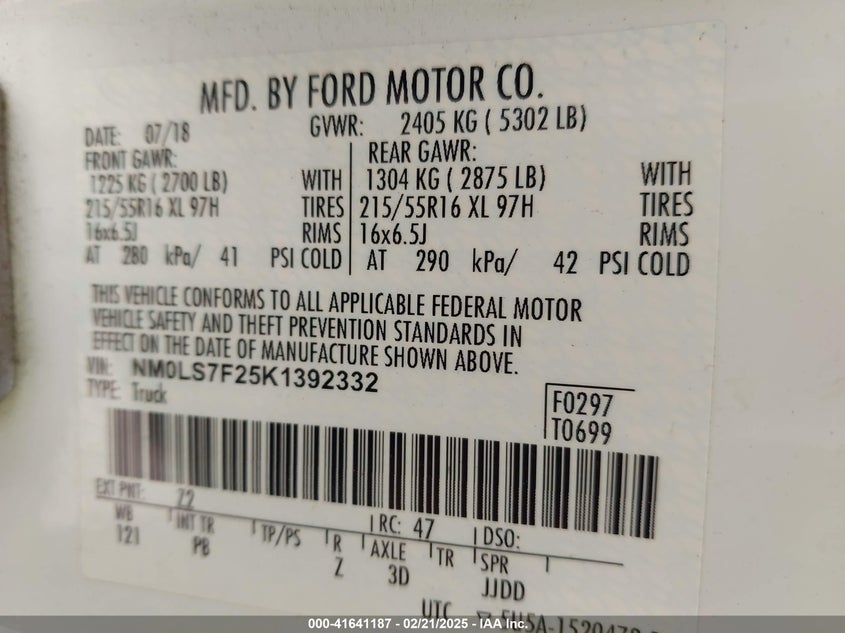 MFD. BY FORD MOTOR CO.
DATE: 07/18 GVWR: 2405 KG ( 5302 LB)
FRONT GAWR: REAR GAWR:
1225 KG ( 2700 LB) WITH 1304 KG ( 2875 LB) WITH
215/55R16 XL 97H TIRES 215/55R16 XL 97H TIRES
16x6.5J RIMS 16x6.5J RIMS
AT 280 kPa/ 41 PSI COLD AT 290 kPa/ 42 PSI COLD
THIS VEHICLE CONFORMS TO ALL APPLICABLE FEDERAL MOTOR
VEHICLE SAFETY AND THEFT PREVENTION STANDARDS IN
EFFECT ON THE DATE OF MANUFACTURE SHOWN ABOVE.
VIN: NM0LS7F25K1392332
TYPE: Truck
F0297
T0699
EXT PNT: Z2 RC: 47 DSO:
WB INT TR TP/PS R AXLE TR SPR
121 PB Z 3D JJDD
UTC
000-41641187 - 02/21/2025 - IAA Inc.